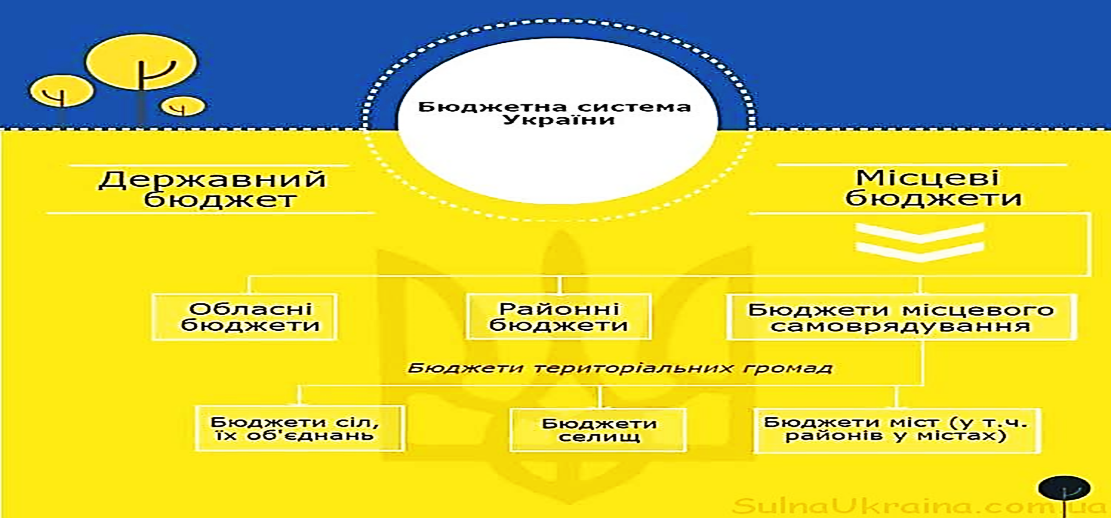 Бюджетна система
України
Державний
бюджет
Місцеві
бюджети
Обласні
бюджети
Районні
бюджети
Бюджети місцевого
самоврядування
Бюджети територіальних громад
Бюджети сіл,
їх об'єднань
Бюджети
селищ
Бюджети міст (у т.ч.
районів у містах)
SulnaUkraina.com.ua